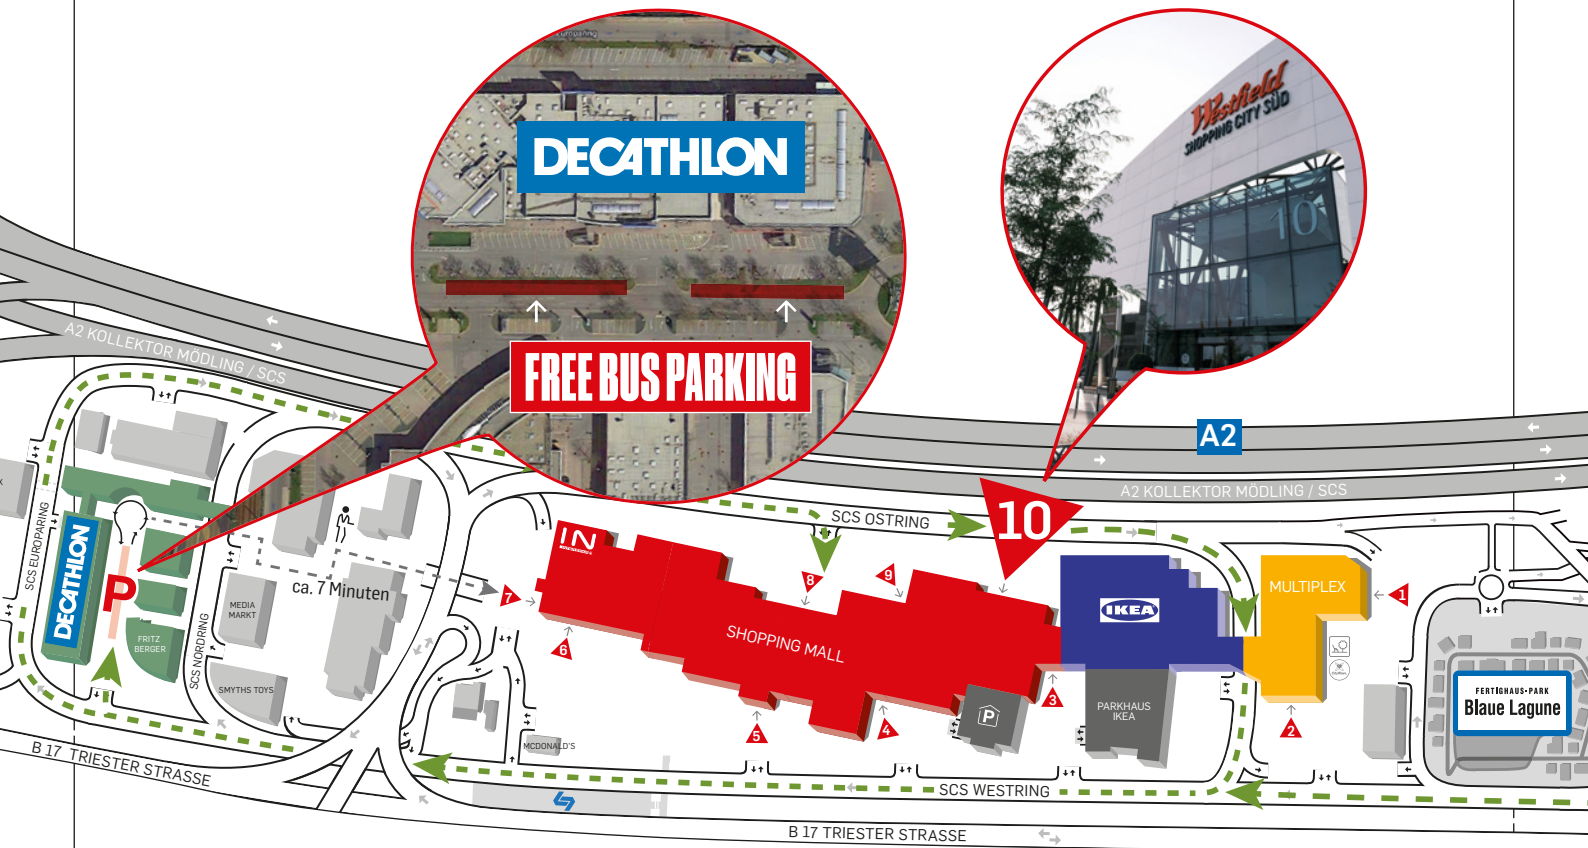 Westfield
SHOPPING CITY SÜD
10
DECATHLON
FREE BUS PARKING
A2 KOLLEKTOR MÖDLING / SCS
A2
A2 KOLLEKTOR MÖDLING / SCS
10
SCS OSTRING
SCS EUROPARING
DECATHLON
P
FRITZ
BERGER
SCS NORDRING
MEDIA
MARKT
SMYTHS TOYS
ca. 7 Minuten
IN
7
6
8
9
SHOPPING MALL
5
4
P
3
IKEA
PARKHAUS
IKEA
MULTIPLEX
1
2
FERTIGHAUS·PARK
Blaue Lagune
MCDONALD'S
SCS WESTRING
B 17 TRIESTER STRASSE
B 17 TRIESTER STRASSE